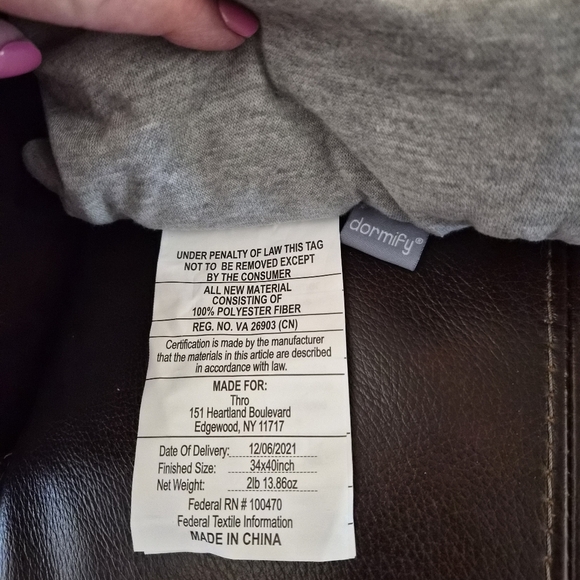 dormify®
UNDER PENALTY OF LAW THIS TAG
NOT TO BE REMOVED EXCEPT
BY THE CONSUMER
ALL NEW MATERIAL
CONSISTING OF
100% POLYESTER FIBER
REG. NO. VA 26903 (CN)
Certification is made by the manufacturer
that the materials in this article are described
in accordance with law.
MADE FOR:
Thro
151 Heartland Boulevard
Edgewood, NY 11717
Date Of Delivery: 12/06/2021
Finished Size: 34x40inch
Net Weight: 2lb 13.86oz
Federal RN # 100470
Federal Textile Information
MADE IN CHINA